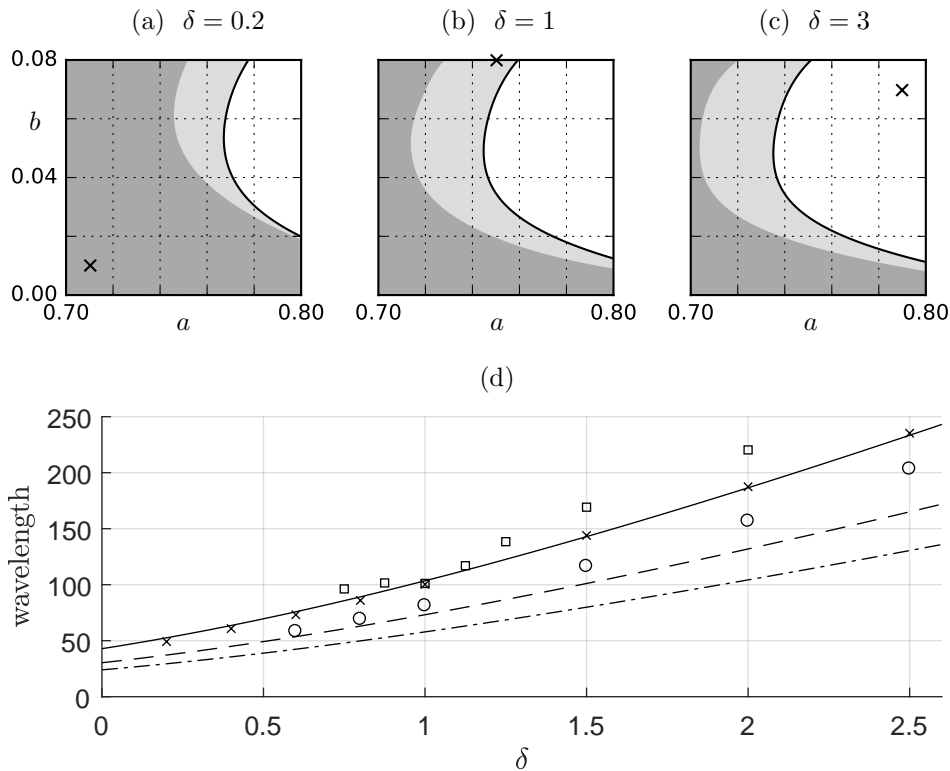 (a) δ = 0.2
(b) δ = 1
(c) δ = 3
0.08
b
0.04
0.00
0.70
a
0.80
0.70
a
0.80
0.70
a
0.80
(d)
250
200
150
100
50
0
wavelength
0
0.5
1
1.5
2
2.5
δ